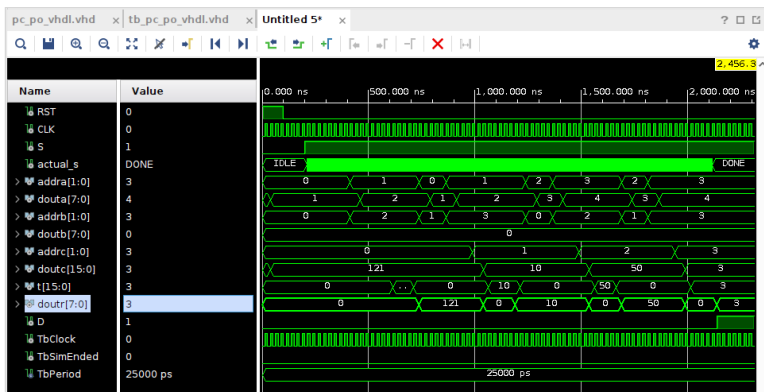 pc_po_vhdl.vhd × tb_pc_po_vhdl.vhd × Untitled 5* ×
2,456.3
Name Value
0.000 ns 500.000 ns 1,000.000 ns 1,500.000 ns 2,000.000 ns
RST 0
CLK 0
S 1
actual_s DONE IDLE DONE
addra[1:0] 3 0 1 0 1 2 3 2 3
douta[7:0] 4 1 2 1 2 3 4 3 4
addrb[1:0] 3 0 2 1 3 0 2 1 3
doutb[7:0] 0 0
addrc[1:0] 3 0 1 2 3
doutc[15:0] 3 121 10 50 3
t[15:0] 3 0 .. 0 10 0 50 0 3
doutr[7:0] 3 0 121 0 10 0 50 0 3
D 1
TbClock 0
TbSimEnded 0
TbPeriod 25000 ps 25000 ps